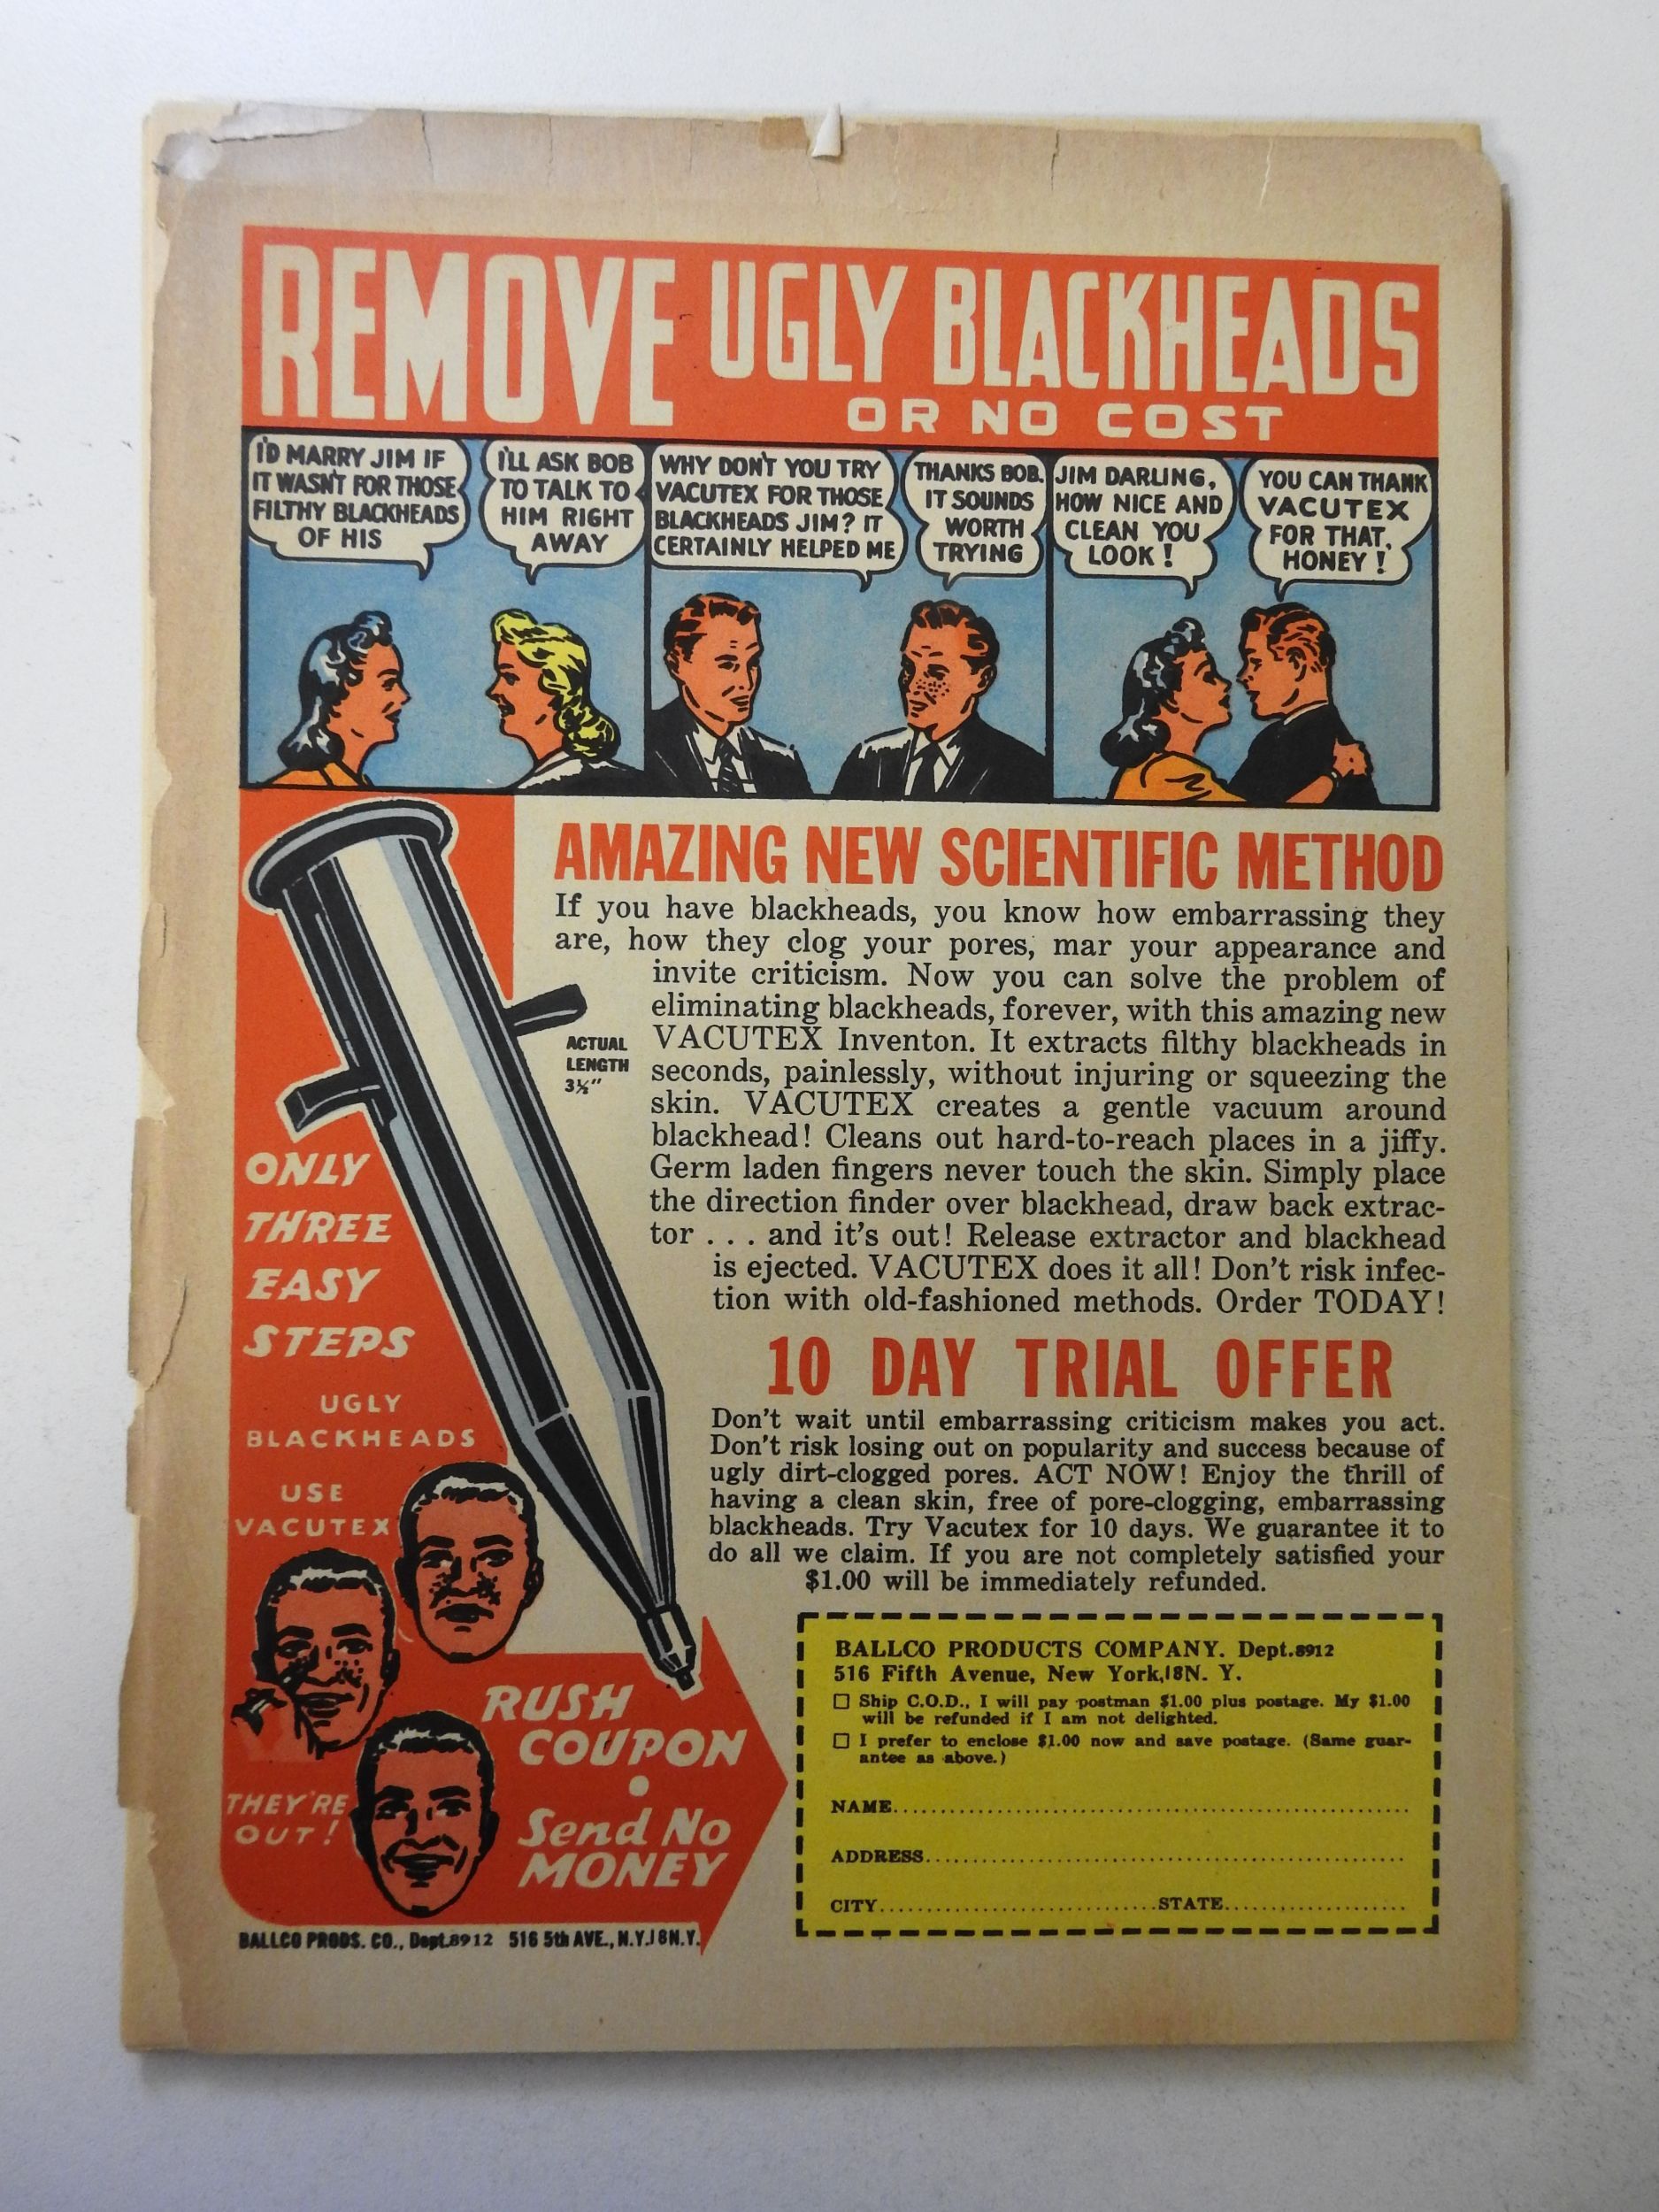 REMOVE UGLY BLACKHEADS
OR NO COST
I'D MARRY JIM IF
IT WASN'T FOR THOSE
FILTHY BLACKHEADS
OF HIS
I'LL ASK BOB
TO TALK TO
HIM RIGHT
AWAY
WHY DON'T YOU TRY
VACUTEX FOR THOSE
BLACKHEADS JIM? IT
CERTAINLY HELPED ME
THANKS BOB.
IT SOUNDS
WORTH
TRYING
JIM DARLING,
HOW NICE AND
CLEAN YOU
LOOK!
YOU CAN THANK
VACUTEX
FOR THAT,
HONEY!
AMAZING NEW SCIENTIFIC METHOD
If you have blackheads, you know how embarrassing they
are, how they clog your pores, mar your appearance and
invite criticism. Now you can solve the problem of
eliminating blackheads, forever, with this amazing new
VACUTEX Inventon. It extracts filthy blackheads in
seconds, painlessly, without injuring or squeezing the
skin. VACUTEX creates a gentle vacuum around
blackhead! Cleans out hard-to-reach places in a jiffy.
Germ laden fingers never touch the skin. Simply place
the direction finder over blackhead, draw back extrac-
tor . . . and it's out! Release extractor and blackhead
is ejected. VACUTEX does it all! Don't risk infec-
tion with old-fashioned methods. Order TODAY!
ACTUAL
LENGTH
3½"
ONLY
THREE
EASY
STEPS
UGLY
BLACKHEADS
USE
VACUTEX
THEY'RE
OUT!
10 DAY TRIAL OFFER
Don't wait until embarrassing criticism makes you act.
Don't risk losing out on popularity and success because of
ugly dirt-clogged pores. ACT NOW! Enjoy the thrill of
having a clean skin, free of pore-clogging, embarrassing
blackheads. Try Vacutex for 10 days. We guarantee it to
do all we claim. If you are not completely satisfied your
$1.00 will be immediately refunded.
RUSH
COUPON
•
Send No
MONEY
BALLCO PRODUCTS COMPANY. Dept.8912
516 Fifth Avenue, New York,18N. Y.
☐ Ship C.O.D., I will pay postman $1.00 plus postage. My $1.00
will be refunded if I am not delighted.
☐ I prefer to enclose $1.00 now and save postage. (Same guar-
antee as above.)
NAME..........
ADDRESS..........
CITY..........STATE..........
BALLCO PRODS. CO., Dept.8912 516 5th AVE., N.Y.18N.Y.